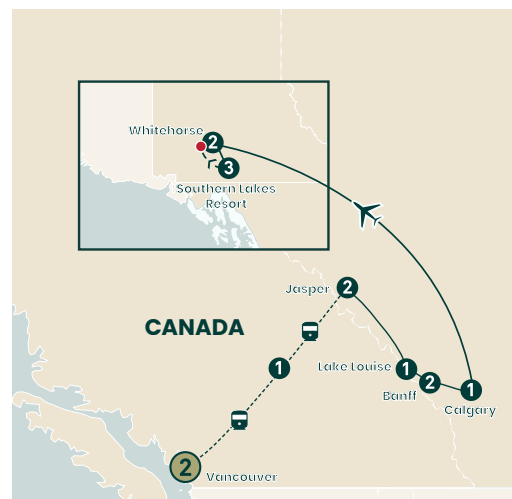 Whitehorse
2
3
Southern Lakes
Resort
Jasper
2
CANADA
1
Lake Louise
1
2
Banff
1
Calgary
2
Vancouver